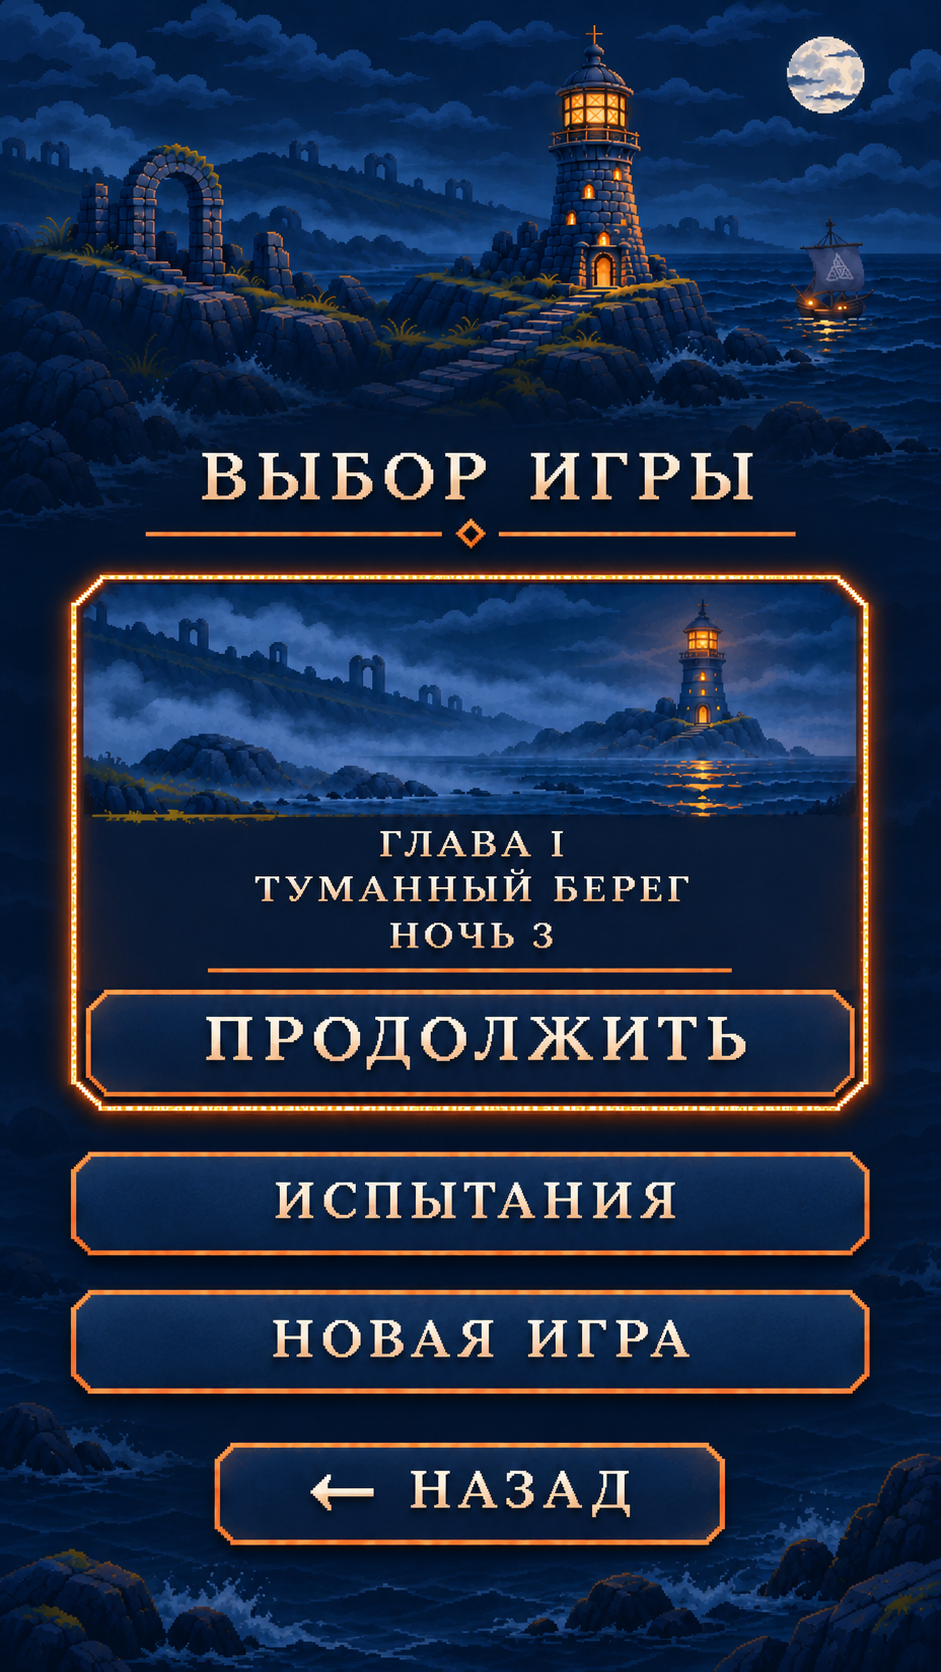 ВЫБОР ИГРЫ
ГЛАВА I
ТУМАННЫЙ БЕРЕГ
НОЧЬ 3
ПРОДОЛЖИТЬ
ИСПЫТАНИЯ
НОВАЯ ИГРА
← НАЗАД